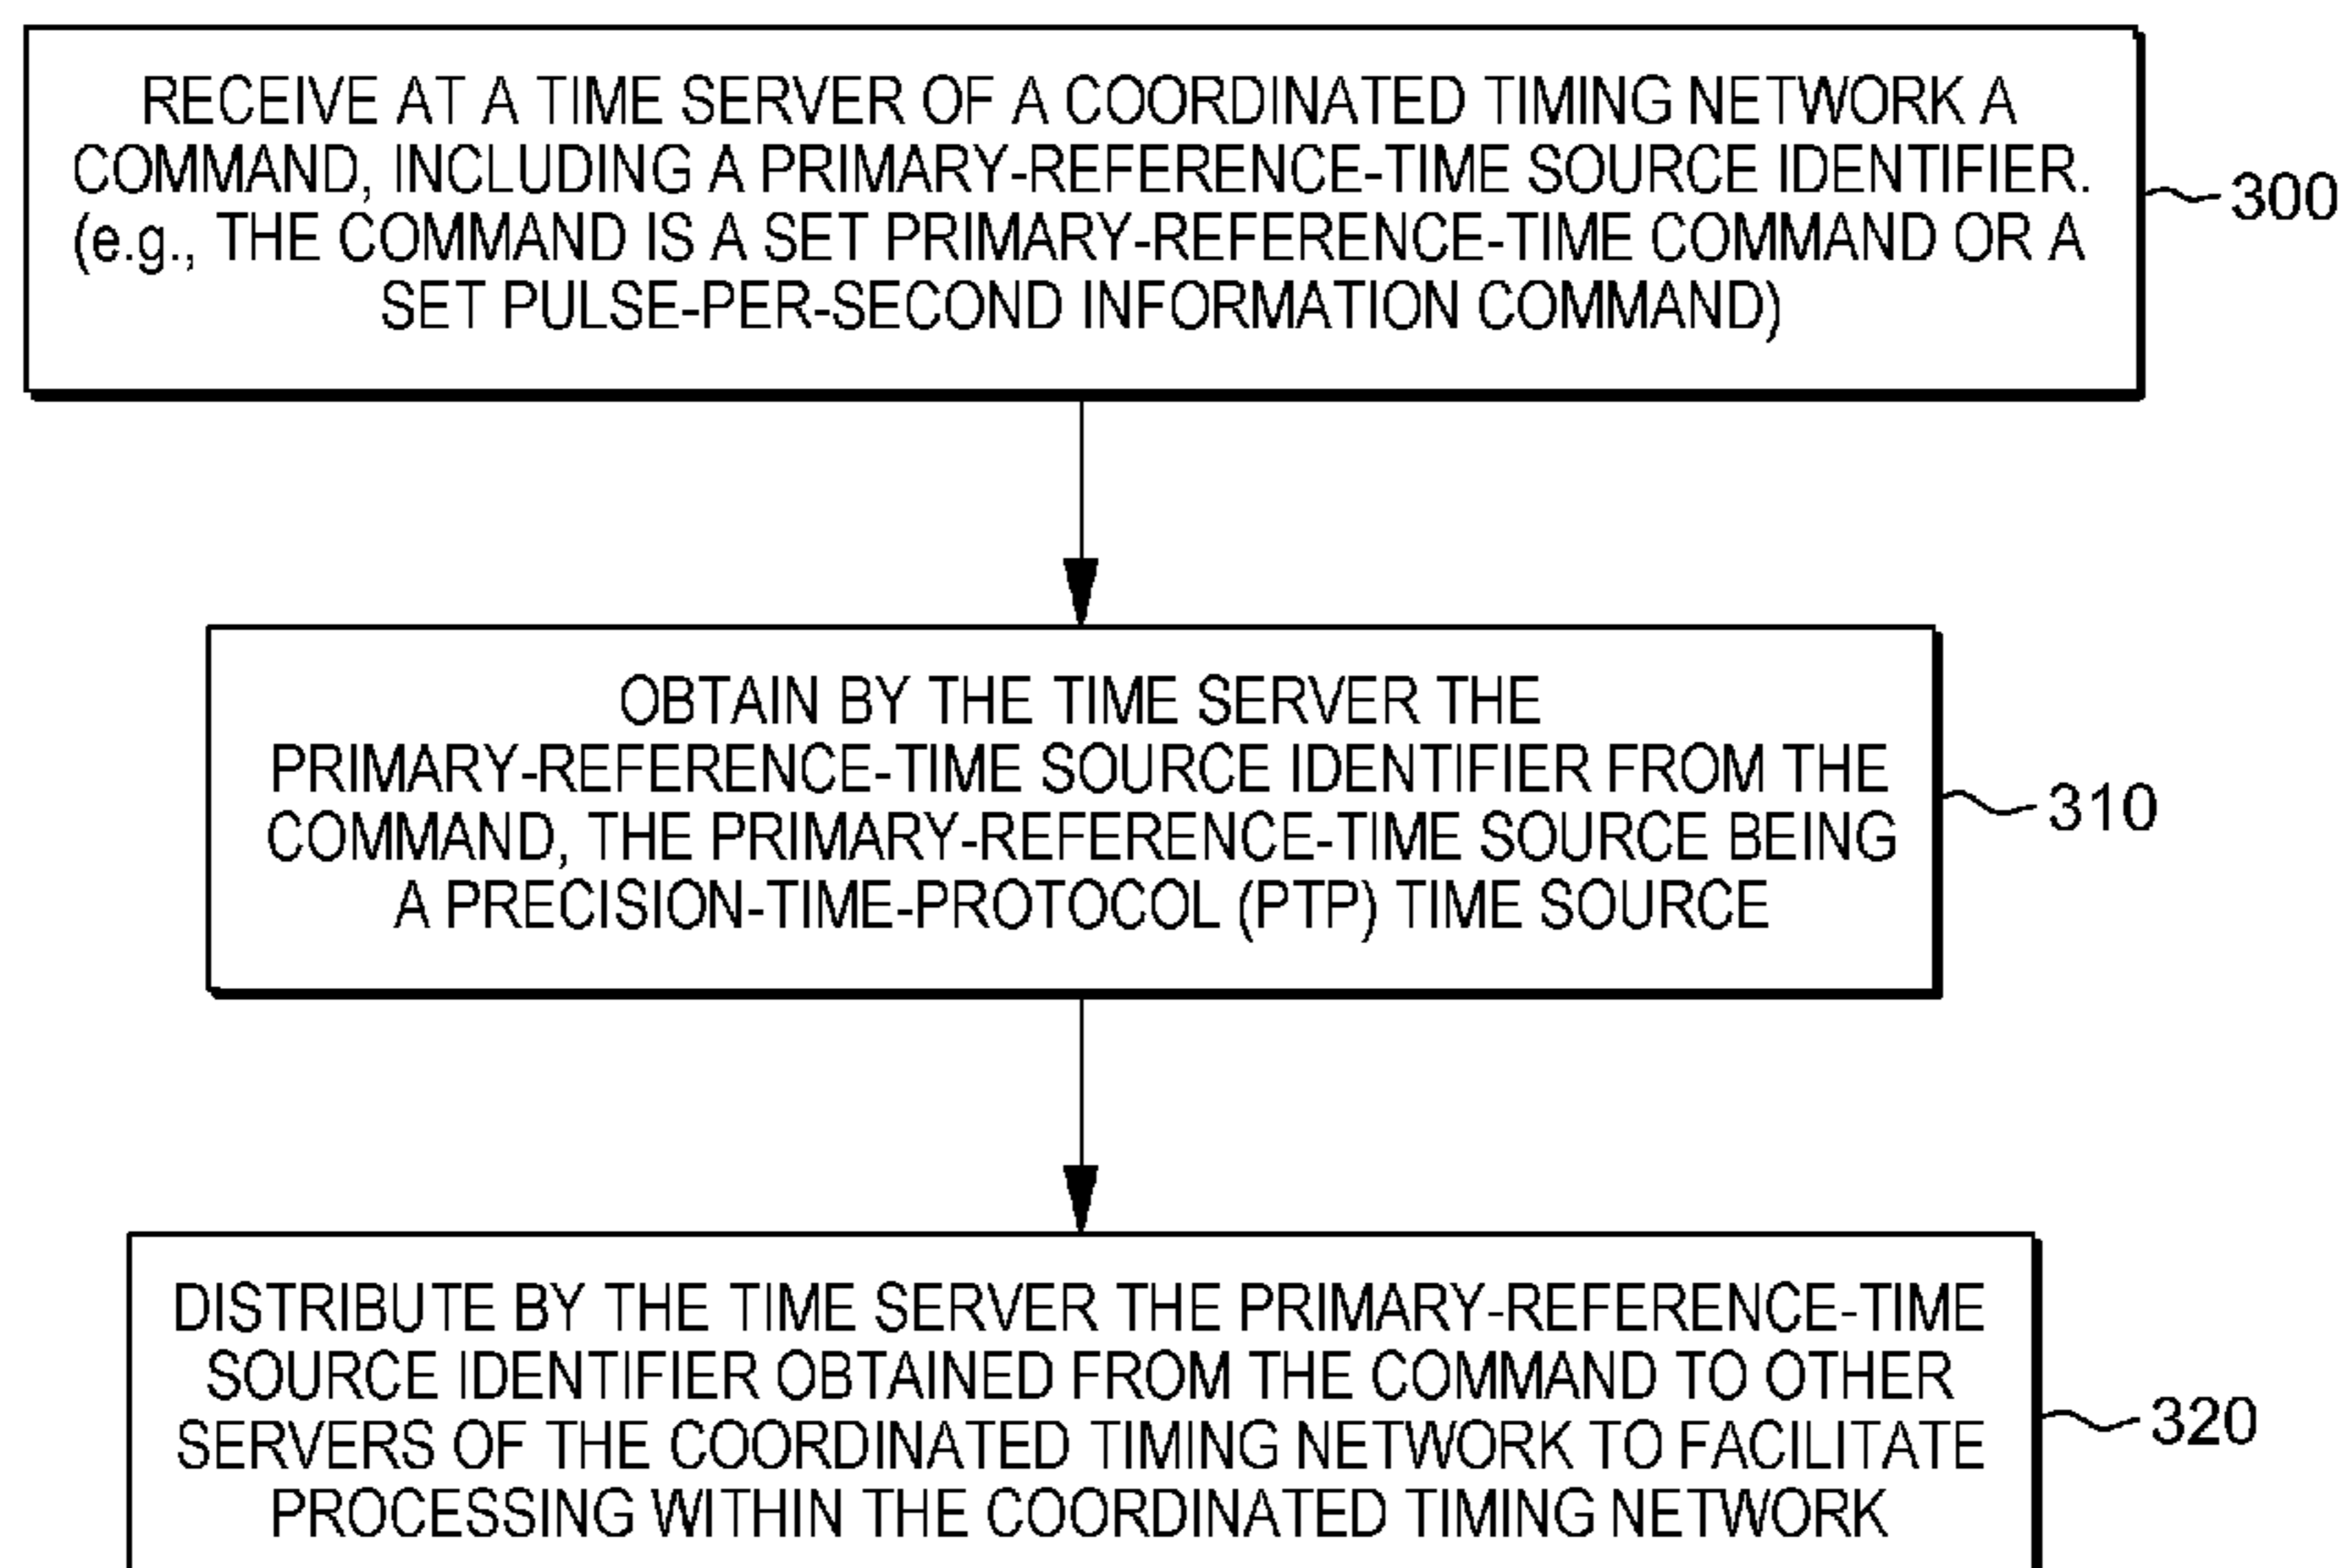 RECEIVE AT A TIME SERVER OF A COORDINATED TIMING NETWORK A
COMMAND, INCLUDING A PRIMARY-REFERENCE-TIME SOURCE IDENTIFIER.
(e.g., THE COMMAND IS A SET PRIMARY-REFERENCE-TIME COMMAND OR A
SET PULSE-PER-SECOND INFORMATION COMMAND)
300
OBTAIN BY THE TIME SERVER THE
PRIMARY-REFERENCE-TIME SOURCE IDENTIFIER FROM THE
COMMAND, THE PRIMARY-REFERENCE-TIME SOURCE BEING
A PRECISION-TIME-PROTOCOL (PTP) TIME SOURCE
310
DISTRIBUTE BY THE TIME SERVER THE PRIMARY-REFERENCE-TIME
SOURCE IDENTIFIER OBTAINED FROM THE COMMAND TO OTHER
SERVERS OF THE COORDINATED TIMING NETWORK TO FACILITATE
PROCESSING WITHIN THE COORDINATED TIMING NETWORK
320